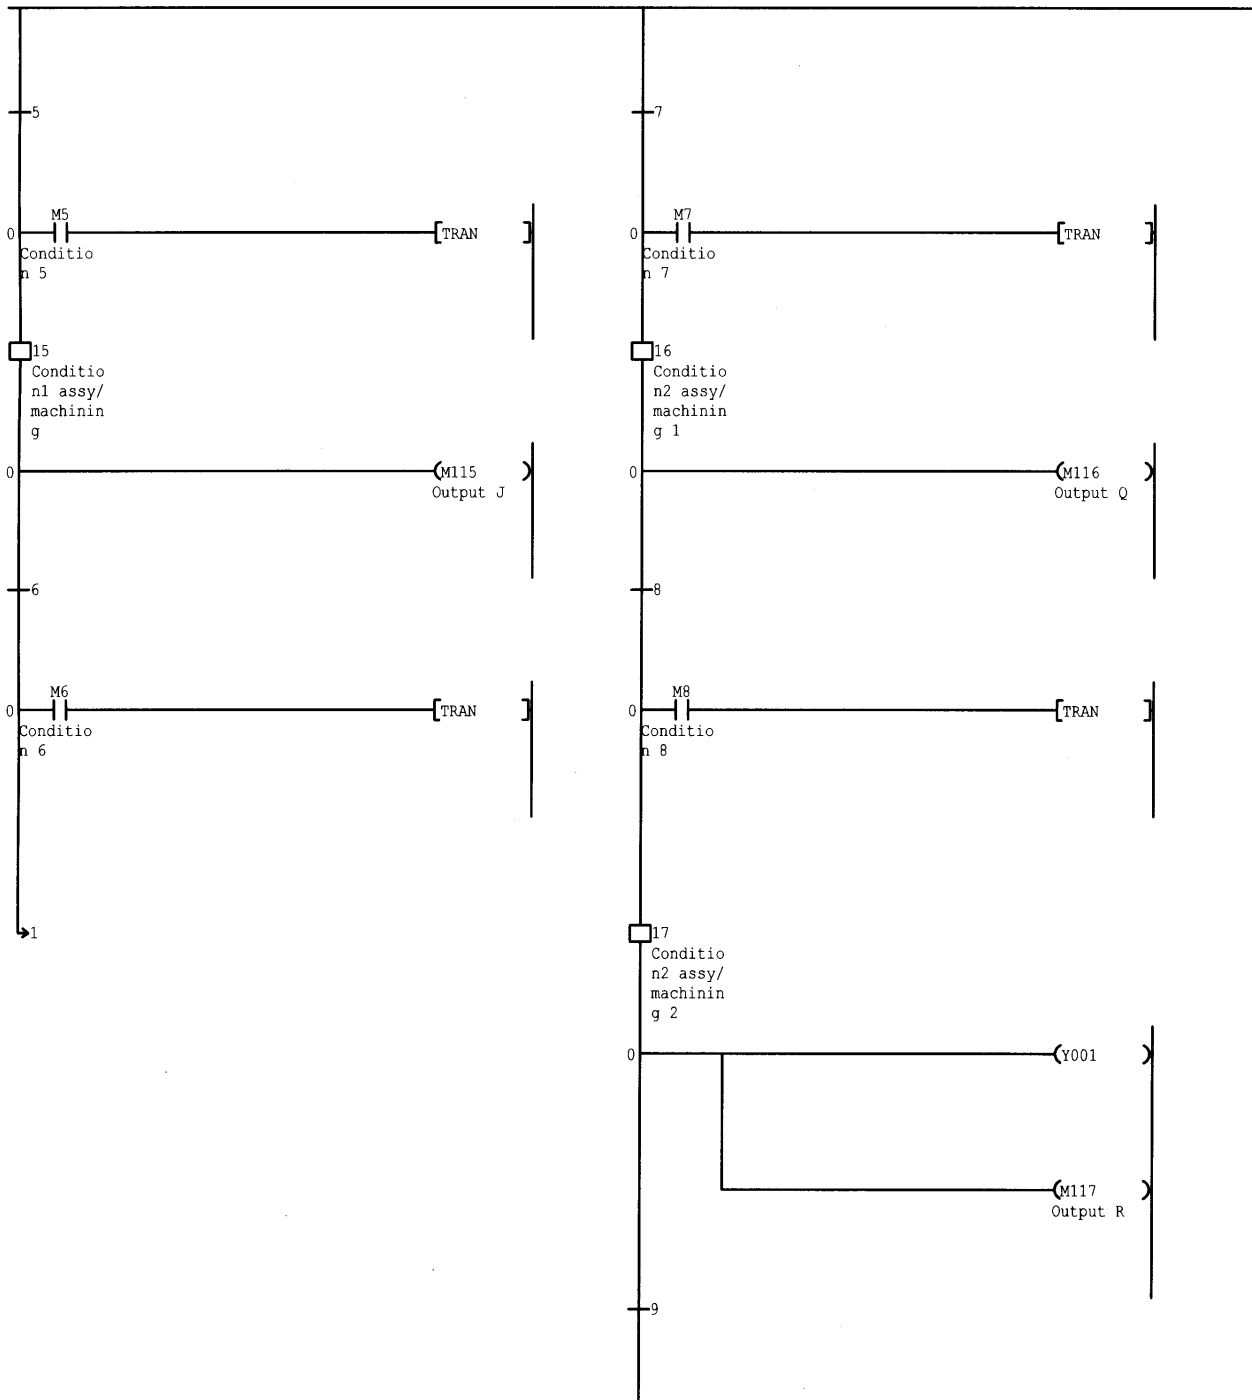 5
M5
0
TRAN
Conditio
n 5
15
Conditio
n1 assy/
machinin
g
0
M115
Output J
6
M6
0
TRAN
Conditio
n 6
1
7
M7
0
TRAN
Conditio
n 7
16
Conditio
n2 assy/
machinin
g 1
0
M116
Output Q
8
M8
0
TRAN
Conditio
n 8
17
Conditio
n2 assy/
machinin
g 2
0
Y001
M117
Output R
9